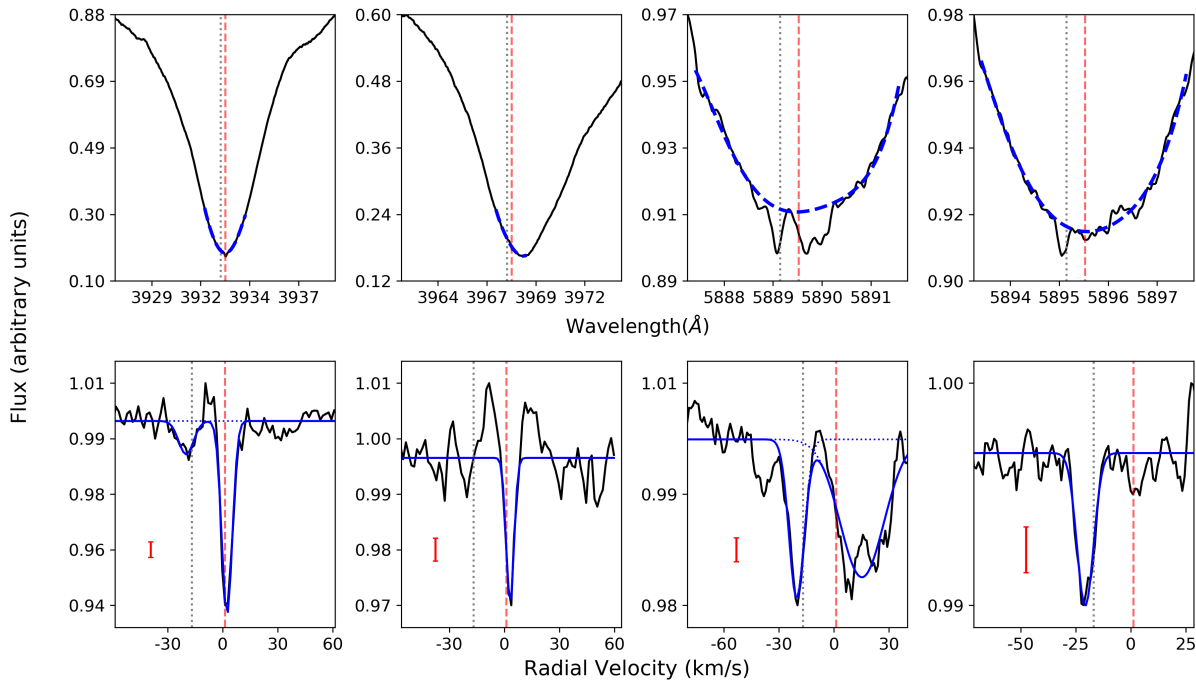 Flux (arbitrary units)
0.88 0.69 0.49 0.30 0.10
3929 3932 3934 3937
0.60 0.48 0.36 0.24 0.12
3964 3967 3969 3972
0.97 0.95 0.93 0.91 0.89
5888 5889 5890 5891
0.98 0.96 0.94 0.92 0.90
5894 5895 5896 5897
Wavelength(Å)
1.01 0.99 0.98 0.96 0.94
-30 0 30 61
1.01 1.00 0.99 0.98 0.97
-30 0 30 60
1.01 0.99 0.98
-60 -30 0 30
1.00 0.99
-51 -25 0 25
Radial Velocity (km/s)